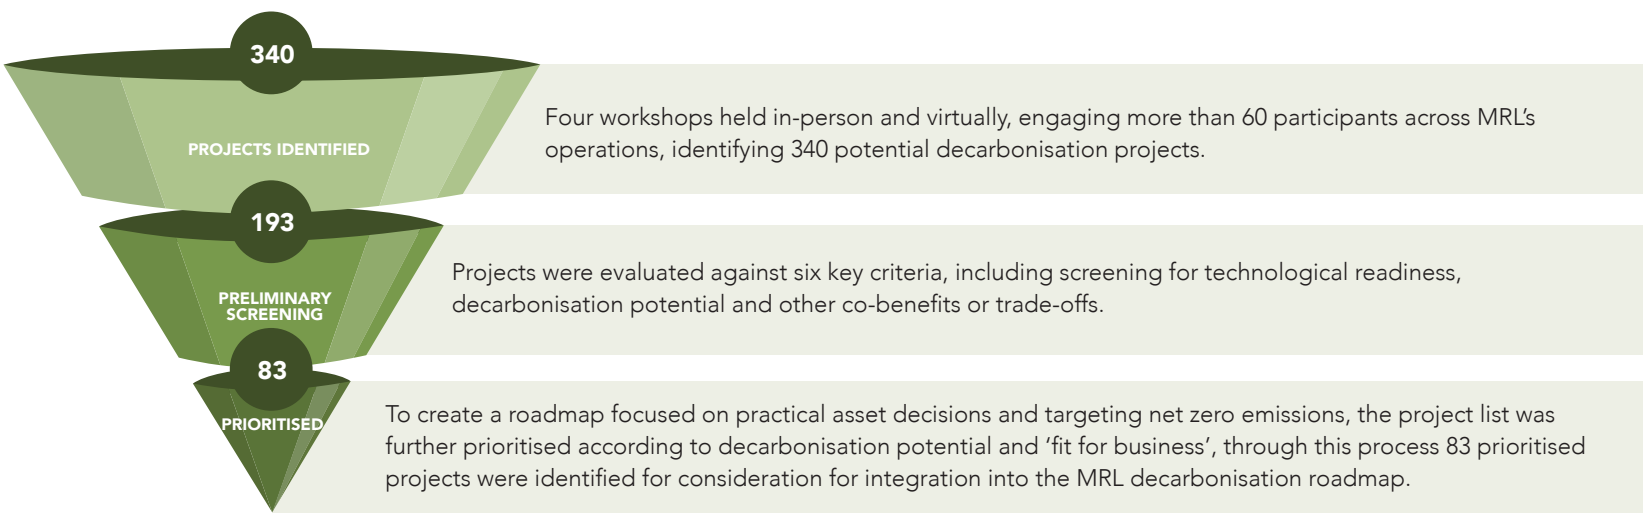 340
PROJECTS IDENTIFIED
Four workshops held in-person and virtually, engaging more than 60 participants across MRL’s
operations, identifying 340 potential decarbonisation projects.
193
PRELIMINARY
SCREENING
Projects were evaluated against six key criteria, including screening for technological readiness,
decarbonisation potential and other co-benefits or trade-offs.
83
PRIORITISED
To create a roadmap focused on practical asset decisions and targeting net zero emissions, the project list was
further prioritised according to decarbonisation potential and ‘fit for business’, through this process 83 prioritised
projects were identified for consideration for integration into the MRL decarbonisation roadmap.